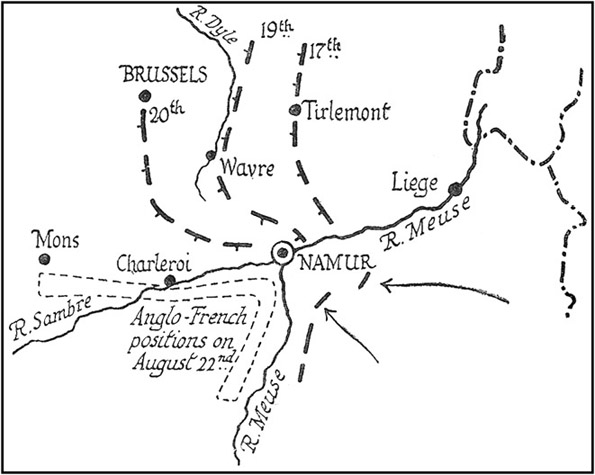 R. Dyle
19th
17th
BRUSSELS
20th
Tirlemont
Wavre
Liege
R. Meuse
Mons
Charleroi
NAMUR
R. Sambre
Anglo-French
positions on
August 22nd
R. Meuse